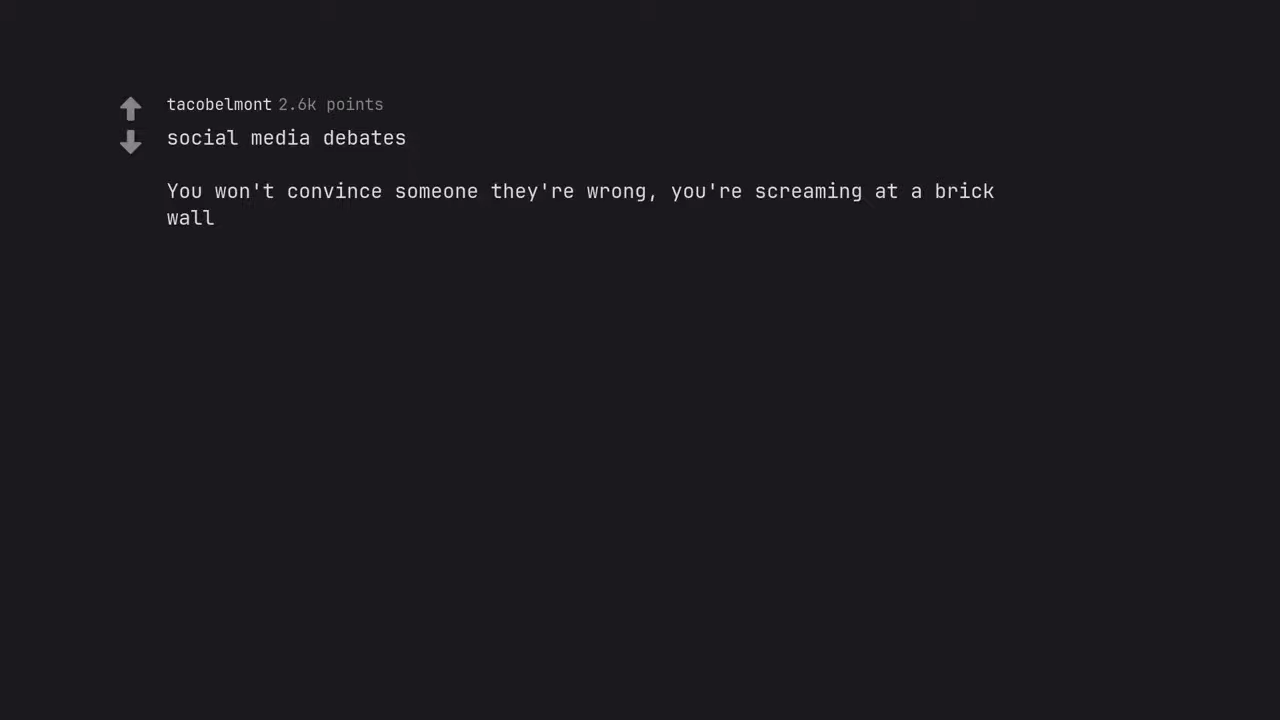 tacobelmont 2.6k points
social media debates
You won't convince someone they're wrong, you're screaming at a brick
wall